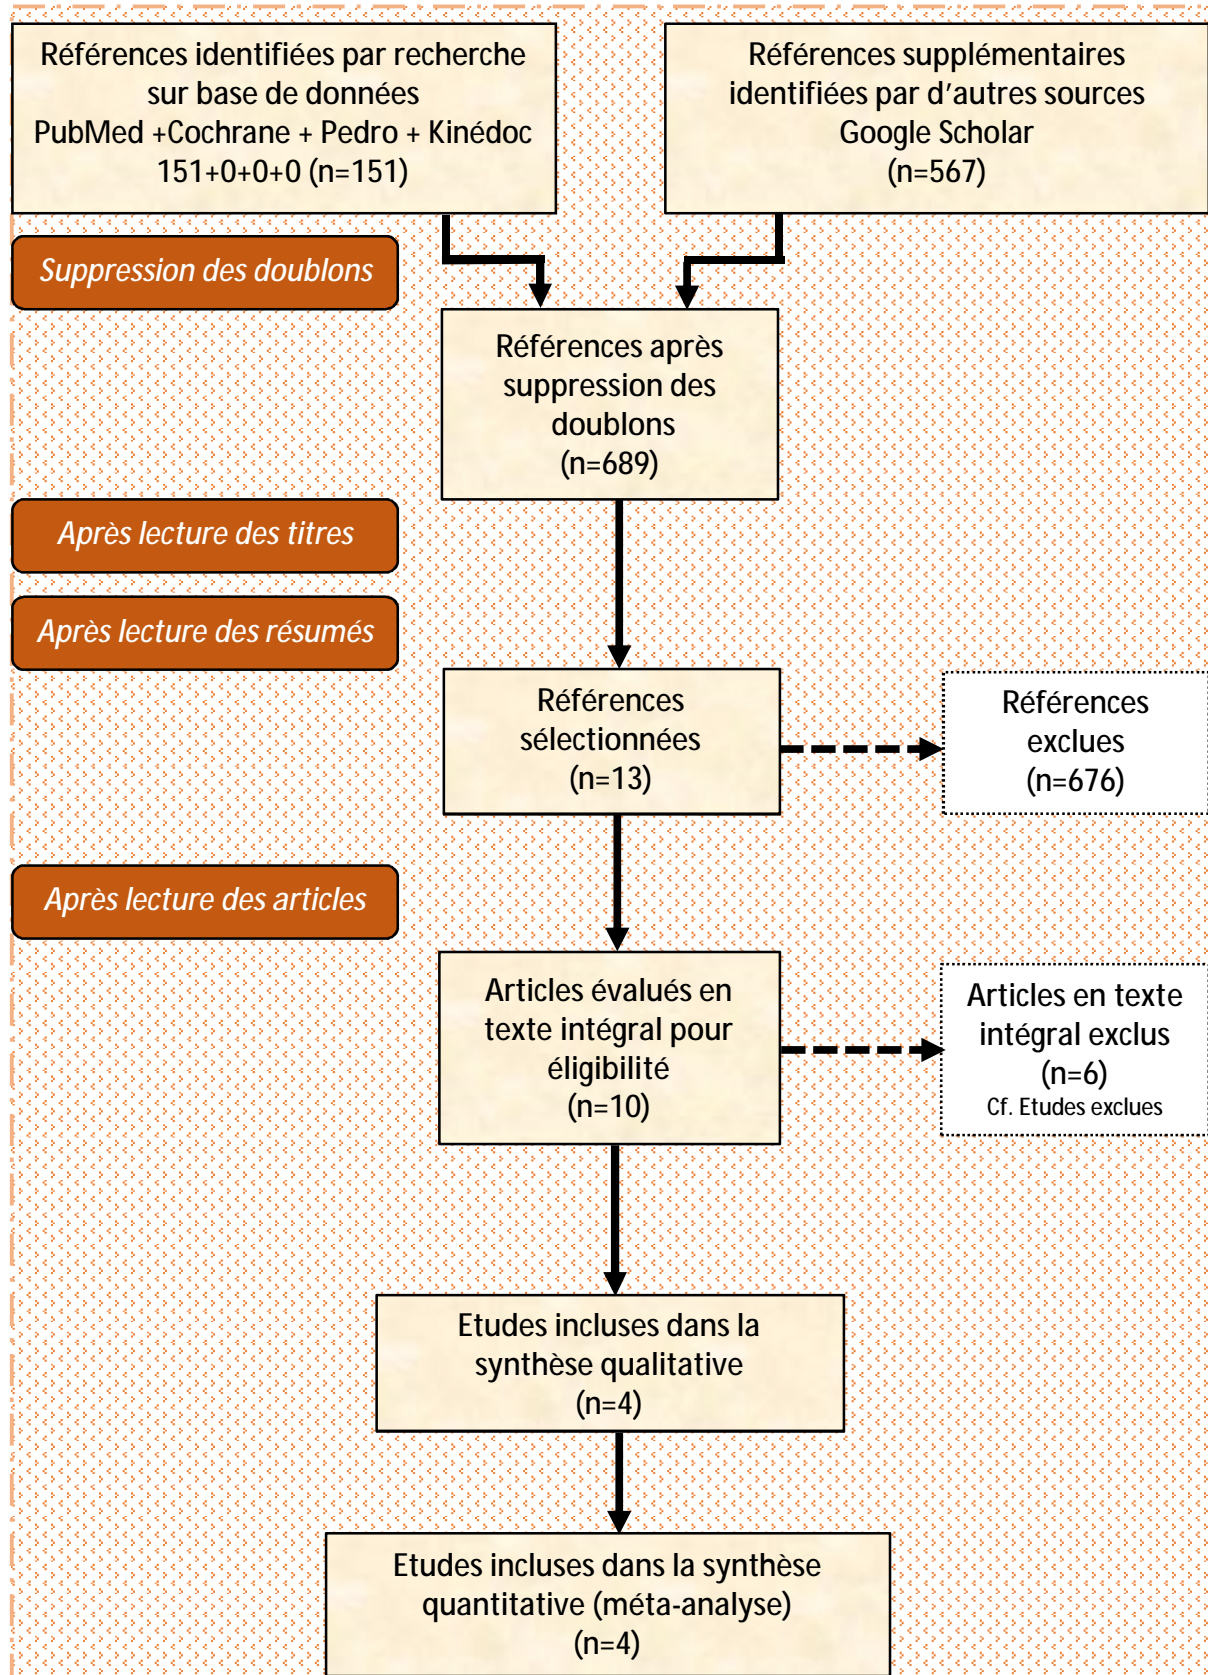 Références identifiées par recherche
sur base de données
PubMed +Cochrane + Pedro + Kinédoc
151+0+0+0 (n=151)
Références supplémentaires
identifiées par d'autres sources
Google Scholar
(n=567)
Suppression des doublons
Références après
suppression des
doublons
(n=689)
Après lecture des titres
Après lecture des résumés
Références
sélectionnées
(n=13)
Références
exclues
(n=676)
Après lecture des articles
Articles évalués en
texte intégral pour
éligibilité
(n=10)
Articles en texte
intégral exclus
(n=6)
Cf. Etudes exclues
Etudes incluses dans la
synthèse qualitative
(n=4)
Etudes incluses dans la synthèse
quantitative (méta-analyse)
(n=4)